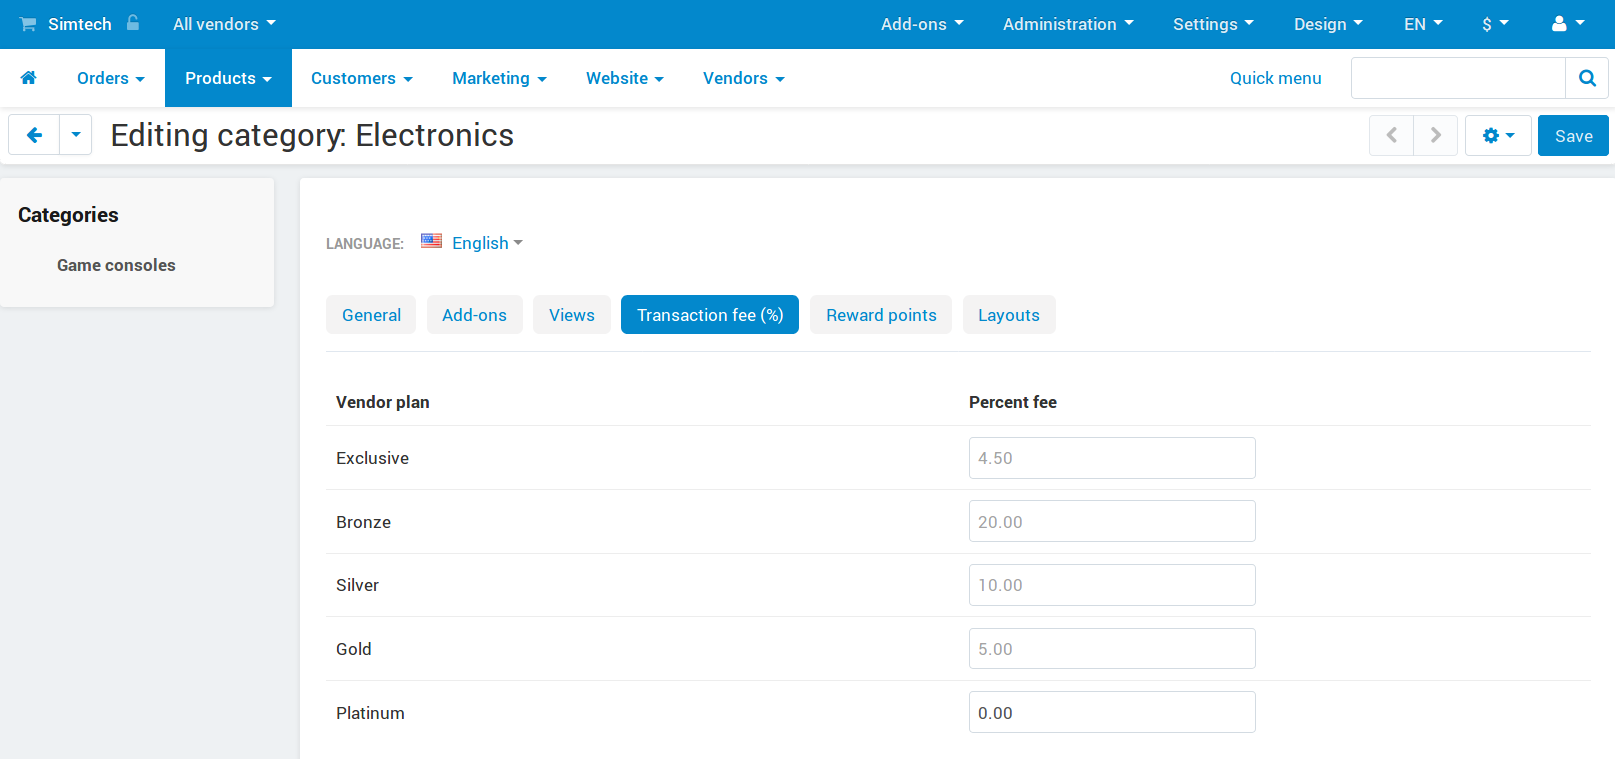 Simtech All vendors Add-ons Administration Settings Design EN $
Orders Products Customers Marketing Website Vendors Quick menu
Editing category: Electronics Save
Categories
Game consoles
LANGUAGE: English
General Add-ons Views Transaction fee (%) Reward points Layouts
Vendor plan Percent fee
Exclusive 4.50
Bronze 20.00
Silver 10.00
Gold 5.00
Platinum 0.00